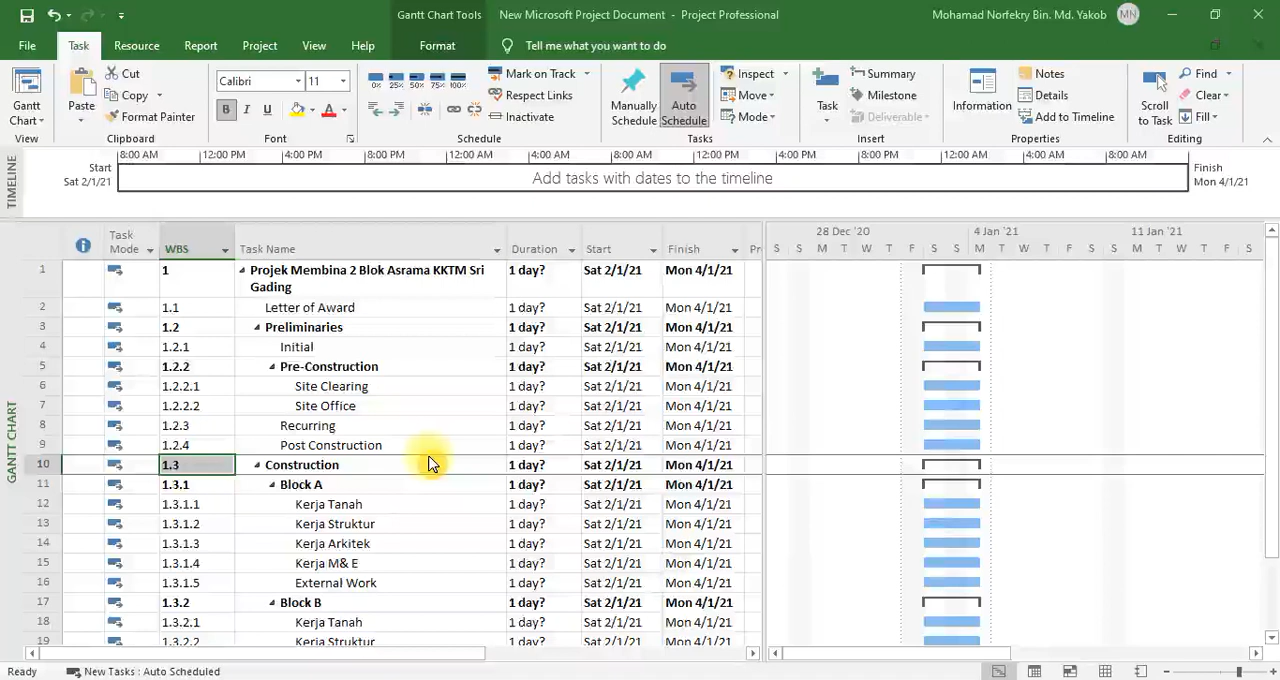 Gantt Chart Tools New Microsoft Project Document - Project Professional Mohamad Norfekry Bin. Md. Yakob MN
File Task Resource Report Project View Help Format Tell me what you want to do
Gantt Chart
View
Paste
Cut
Copy
Format Painter
Clipboard
Calibri 11
B I U A
Font
0% 25% 50% 75% 100%
Mark on Track
Respect Links
Inactivate
Schedule
Manually Schedule
Auto Schedule
Inspect
Move
Mode
Tasks
Task
Summary
Milestone
Deliverable
Insert
Information
Notes
Details
Add to Timeline
Properties
Scroll to Task
Find
Clear
Fill
Editing
TIMELINE
8:00 AM 12:00 PM 4:00 PM 8:00 PM 12:00 AM 4:00 AM 8:00 AM 12:00 PM 4:00 PM 8:00 PM 12:00 AM 4:00 AM 8:00 AM
Start
Sat 2/1/21
Add tasks with dates to the timeline
Finish
Mon 4/1/21
GANTT CHART
Task Mode WBS Task Name Duration Start Finish Pr
28 Dec '20 4 Jan '21 11 Jan '21
S S M T W T F S S M T W T F S S M T W T F S
1 1 Projek Membina 2 Blok Asrama KKTM Sri Gading 1 day? Sat 2/1/21 Mon 4/1/21
2 1.1 Letter of Award 1 day? Sat 2/1/21 Mon 4/1/21
3 1.2 Preliminaries 1 day? Sat 2/1/21 Mon 4/1/21
4 1.2.1 Initial 1 day? Sat 2/1/21 Mon 4/1/21
5 1.2.2 Pre-Construction 1 day? Sat 2/1/21 Mon 4/1/21
6 1.2.2.1 Site Clearing 1 day? Sat 2/1/21 Mon 4/1/21
7 1.2.2.2 Site Office 1 day? Sat 2/1/21 Mon 4/1/21
8 1.2.3 Recurring 1 day? Sat 2/1/21 Mon 4/1/21
9 1.2.4 Post Construction 1 day? Sat 2/1/21 Mon 4/1/21
10 1.3 Construction 1 day? Sat 2/1/21 Mon 4/1/21
11 1.3.1 Block A 1 day? Sat 2/1/21 Mon 4/1/21
12 1.3.1.1 Kerja Tanah 1 day? Sat 2/1/21 Mon 4/1/21
13 1.3.1.2 Kerja Struktur 1 day? Sat 2/1/21 Mon 4/1/21
14 1.3.1.3 Kerja Arkitek 1 day? Sat 2/1/21 Mon 4/1/21
15 1.3.1.4 Kerja M& E 1 day? Sat 2/1/21 Mon 4/1/21
16 1.3.1.5 External Work 1 day? Sat 2/1/21 Mon 4/1/21
17 1.3.2 Block B 1 day? Sat 2/1/21 Mon 4/1/21
18 1.3.2.1 Kerja Tanah 1 day? Sat 2/1/21 Mon 4/1/21
19 1.3.2.2 Kerja Struktur 1 day? Sat 2/1/21 Mon 4/1/21
Ready New Tasks : Auto Scheduled